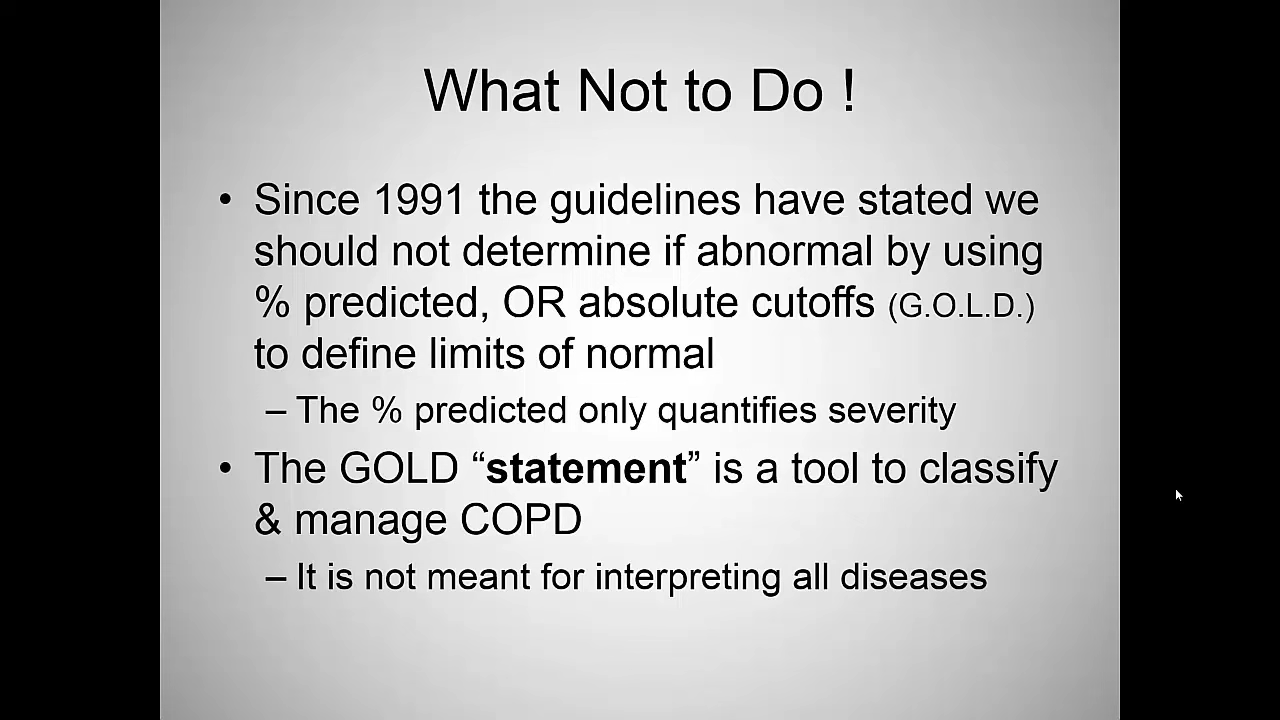 What Not to Do !
• Since 1991 the guidelines have stated we
should not determine if abnormal by using
% predicted, OR absolute cutoffs (G.O.L.D.)
to define limits of normal
– The % predicted only quantifies severity
• The GOLD “statement” is a tool to classify
& manage COPD
– It is not meant for interpreting all diseases